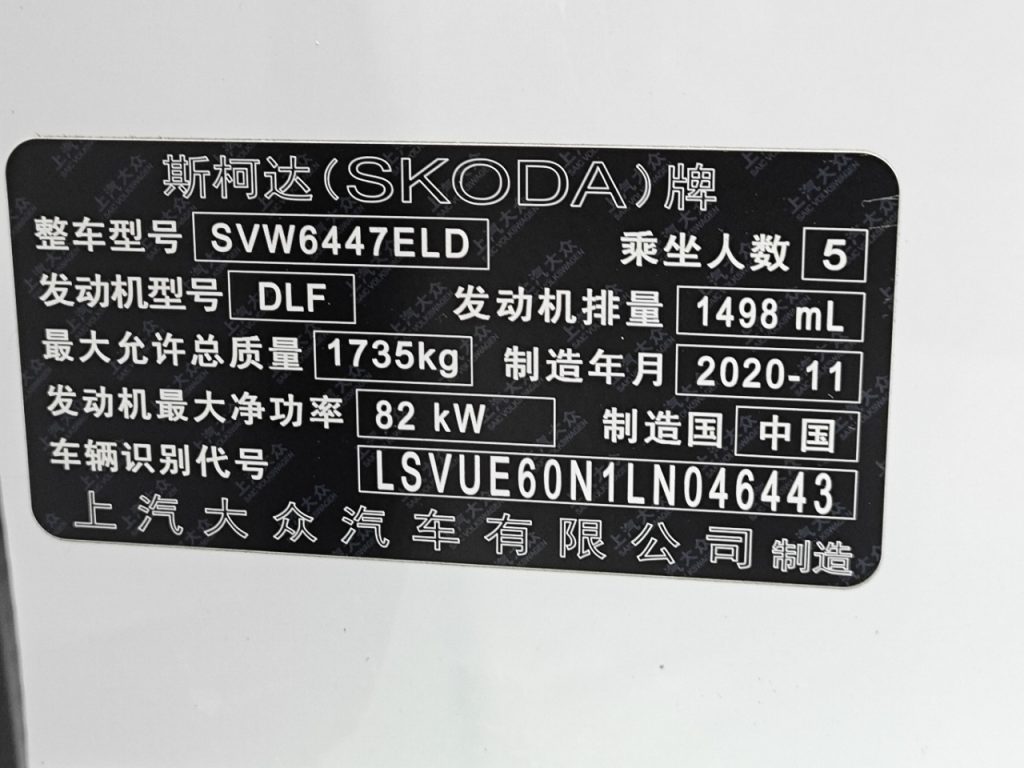 斯柯达(SKODA)牌
整车型号 SVW6447ELD 乘坐人数 5
发动机型号 DLF 发动机排量 1498 mL
最大允许总质量 1735kg 制造年月 2020-11
发动机最大净功率 82 kW 制造国 中国
车辆识别代号 LSVUE60N1LN046443
上汽大众汽车有限公司 制造